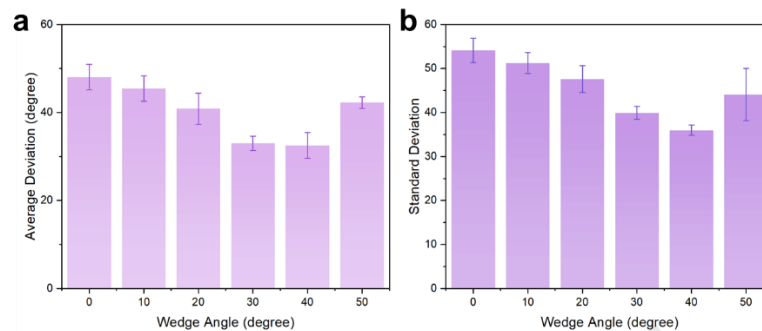 a
60
40
20
0
Average Deviation (degree)
0 10 20 30 40 50
Wedge Angle (degree)
b
60
50
40
30
20
10
0
Standard Deviation
0 10 20 30 40 50
Wedge Angle (degree)